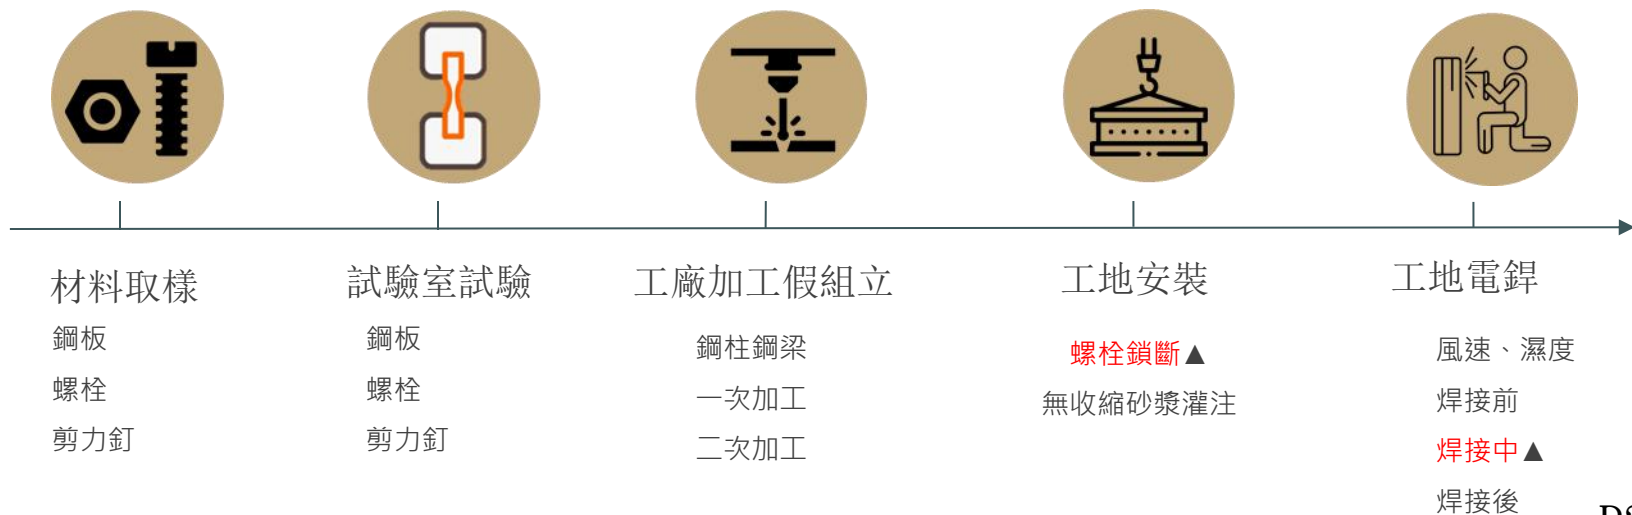 材料取樣
鋼板
螺栓
剪力釘
試驗室試驗
鋼板
螺栓
剪力釘
工廠加工假組立
鋼柱鋼梁
一次加工
二次加工
工地安裝
螺栓鎖斷▲
無收縮砂漿灌注
工地電銲
風速、濕度
焊接前
焊接中▲
焊接後